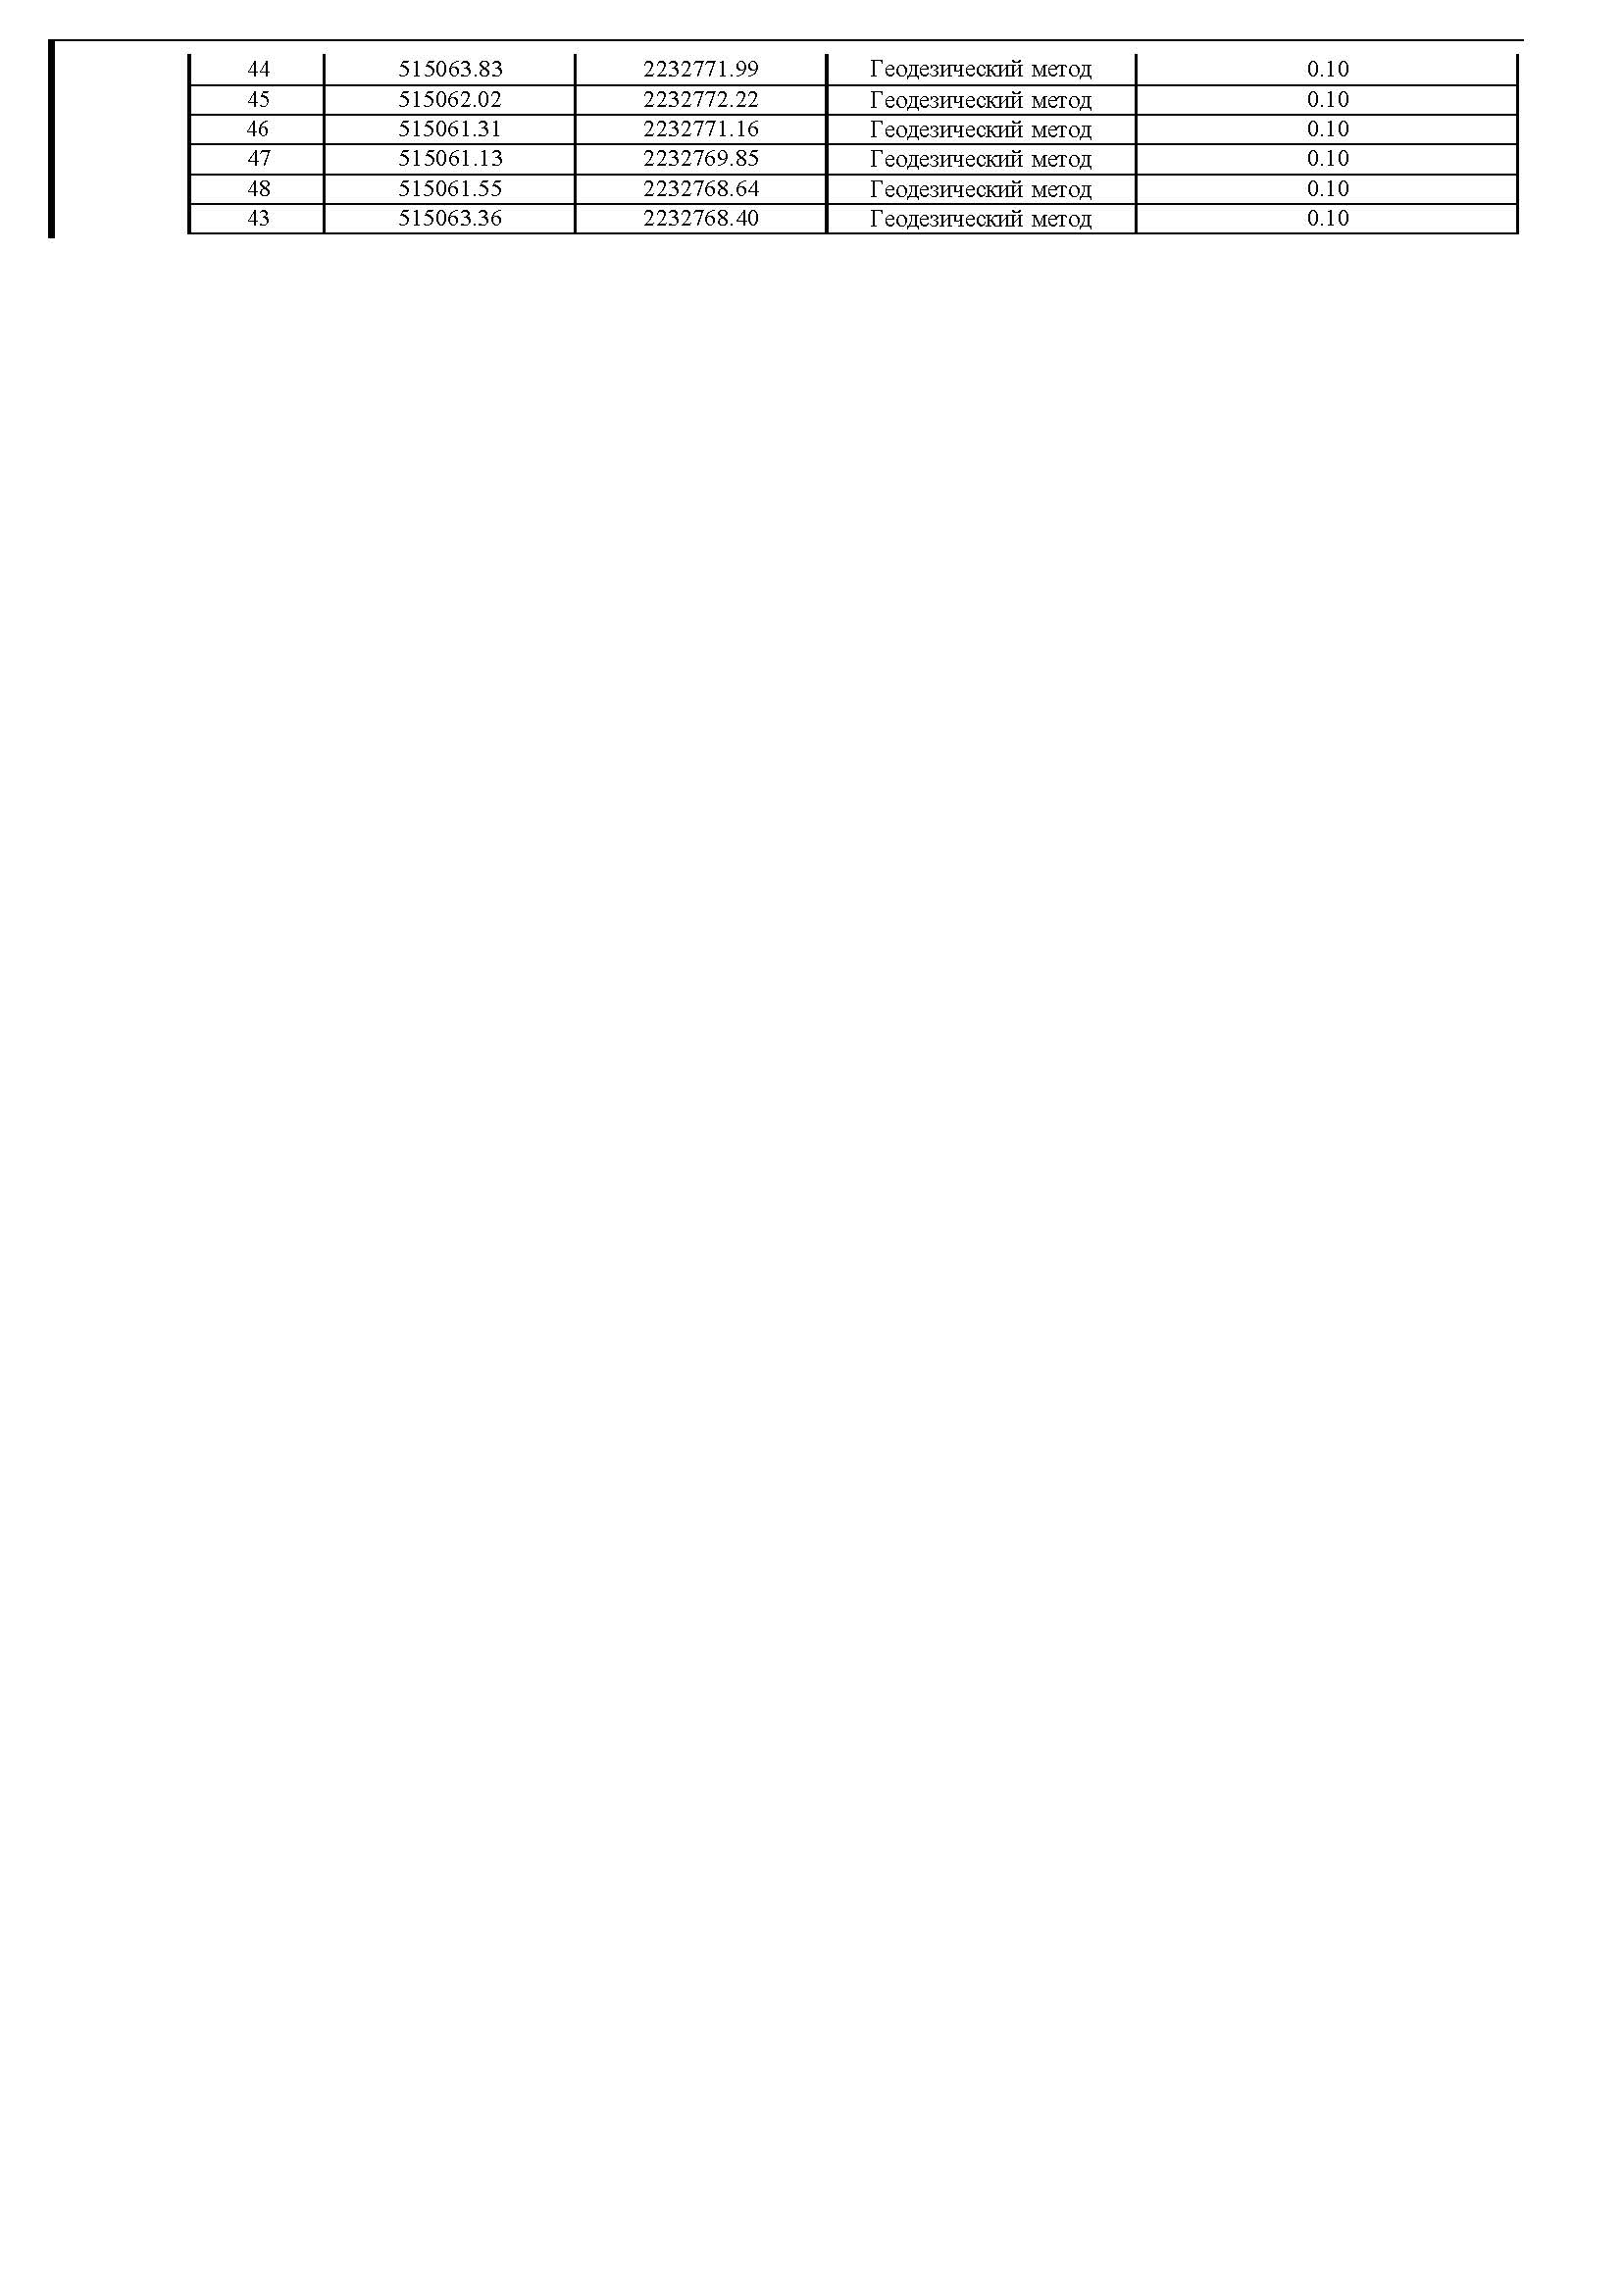 44 515063.83 2232771.99 Геодезический метод 0.10
45 515062.02 2232772.22 Геодезический метод 0.10
46 515061.31 2232771.16 Геодезический метод 0.10
47 515061.13 2232769.85 Геодезический метод 0.10
48 515061.55 2232768.64 Геодезический метод 0.10
43 515063.36 2232768.40 Геодезический метод 0.10